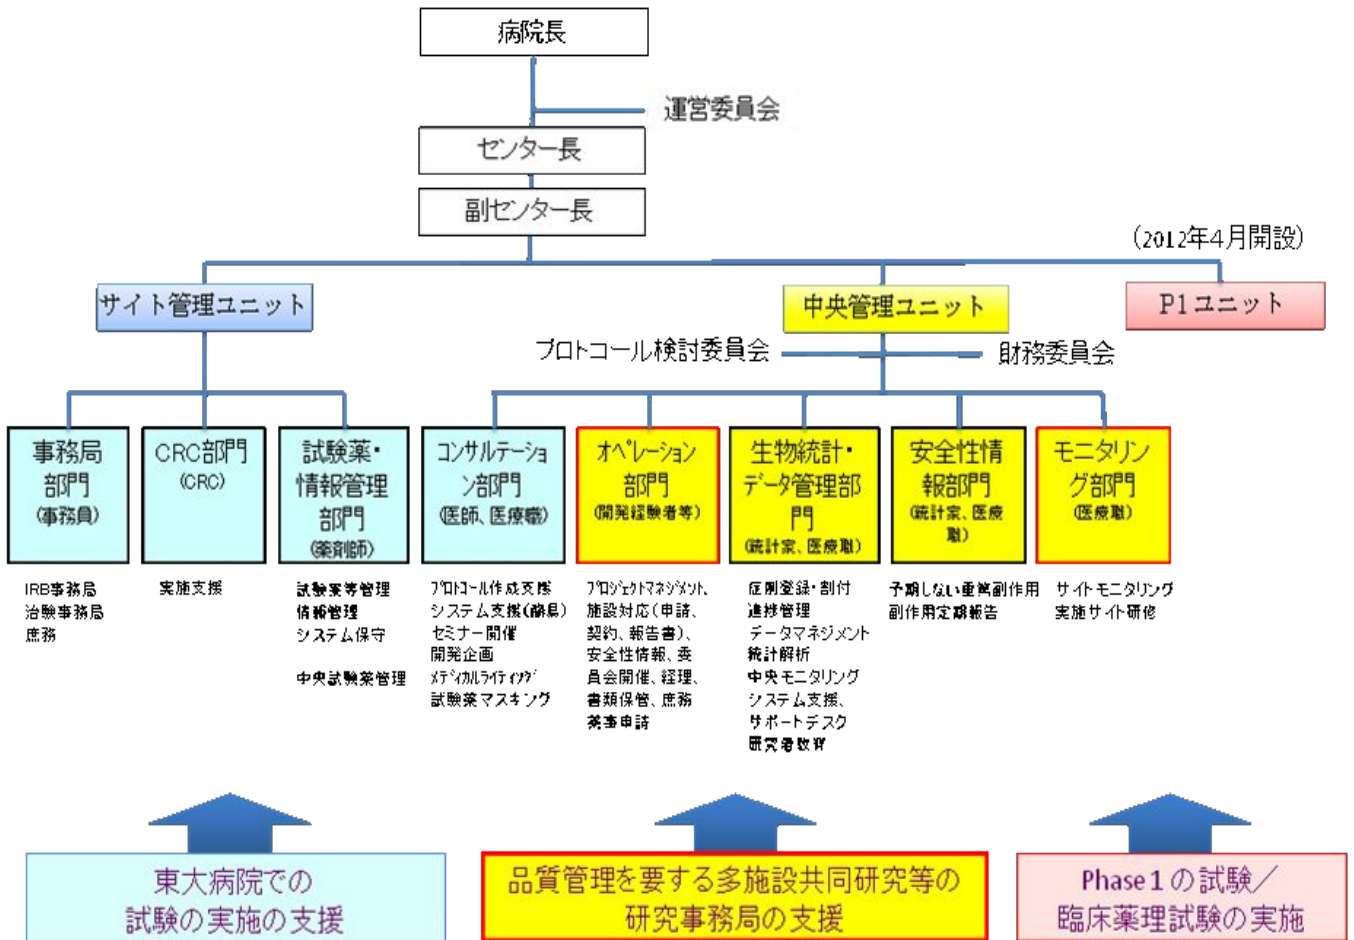 病院長
運営委員会
センター長
副センター長
(2012年4月開設)
サイト管理ユニット
中央管理ユニット
P1ユニット
プロトコール検討委員会
財務委員会
事務局
部門
(事務員)
CRC部門
(CRC)
試験薬・
情報管理
部門
(薬剤師)
コンサルテーショ
ン部門
(医師、医療職)
オペレーション
部門
(開発経験者等)
生物統計・
データ管理部
門
(統計家、医療職)
安全性情
報部門
(統計家、医療
職)
モニタリン
グ部門
(医療職)
IRB事務局
治験事務局
庶務
実施支援
試験薬等管理
情報管理
システム保守
中央試験薬管理
プロトコール作成支援
システム支援(酵県)
セミナー開催
開発企画
メディカルライティング
試験薬マスキング
プロジェクトマネジメント、
施設対応(申請、
契約、報告書)、
安全性情報、委
員会開催、経理、
書類保管、庶務
薬事申請
症例登録・割付
進捗管理
データマネジメント
統計解析
中央モニタリング
システム支援、
サポートデスク
研究者教育
予期しない重篤副作用
副作用定期報告
サイトモニタリング
実施サイト研修
東大病院での
試験の実施の支援
品質管理を要する多施設共同研究等の
研究事務局の支援
Phase1の試験/
臨床薬理試験の実施